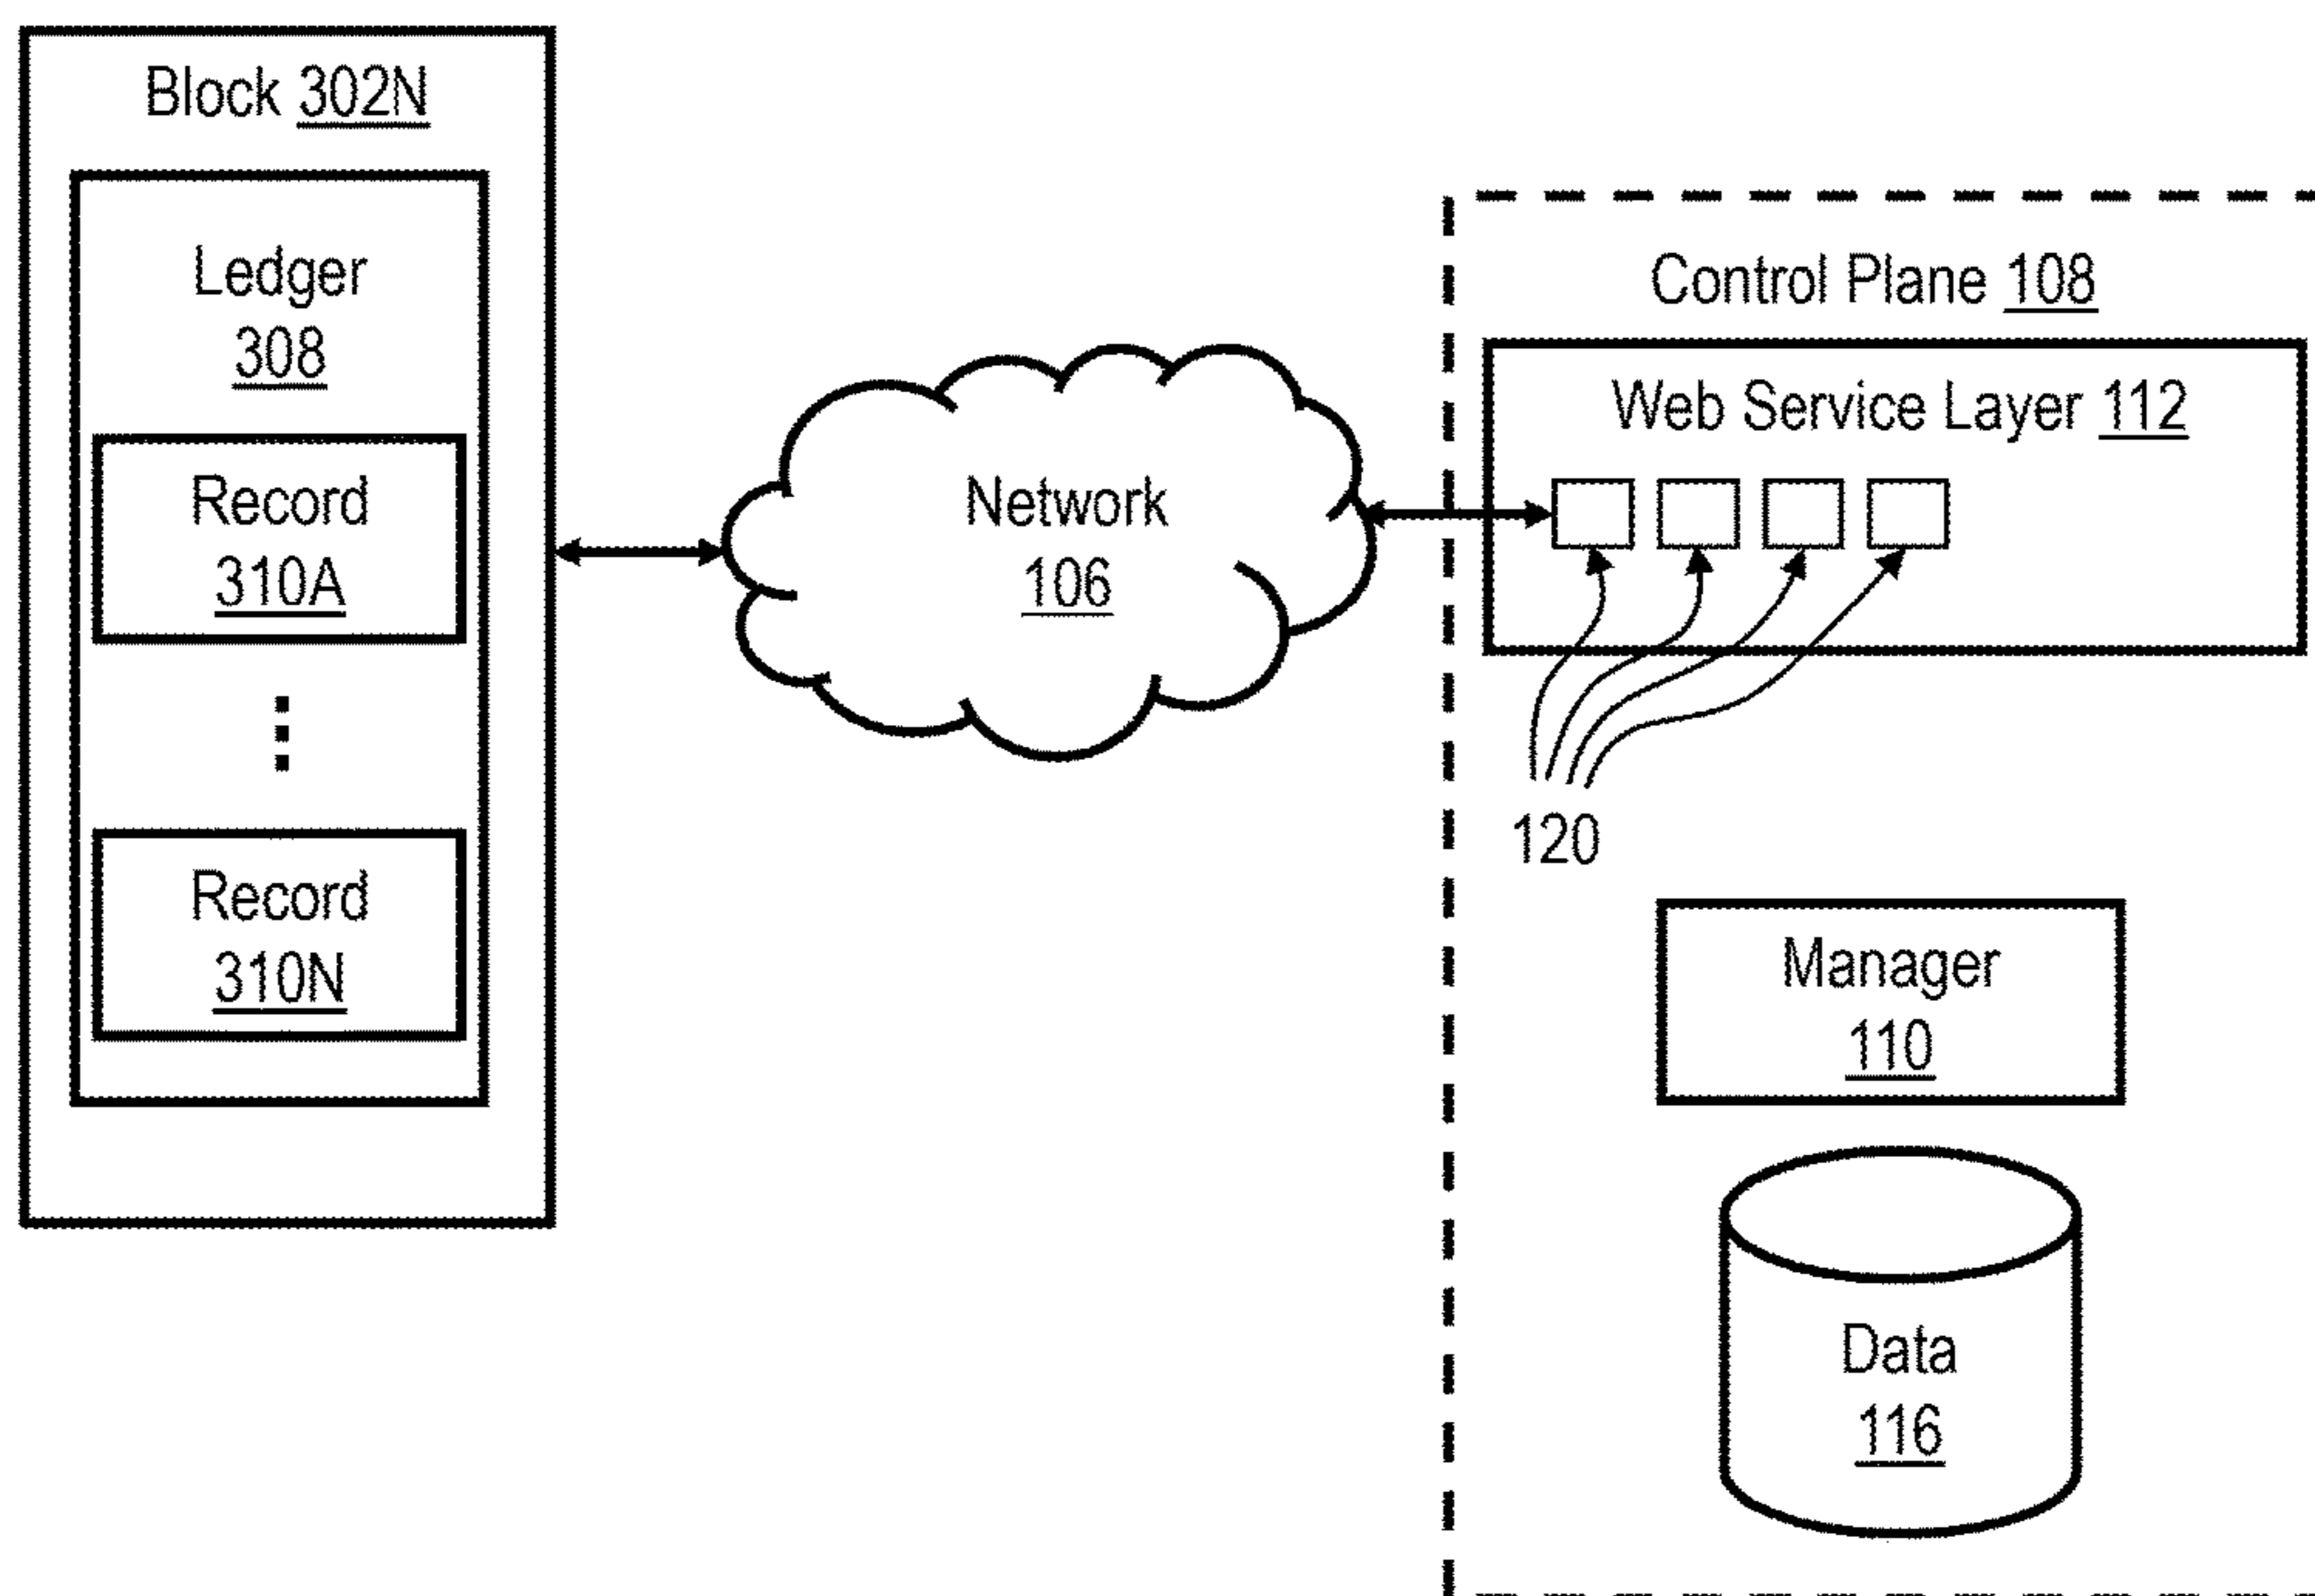 Block 302N
Ledger
308
Record
310A
Record
310N
Network
106
Control Plane 108
Web Service Layer 112
120
Manager
110
Data
116